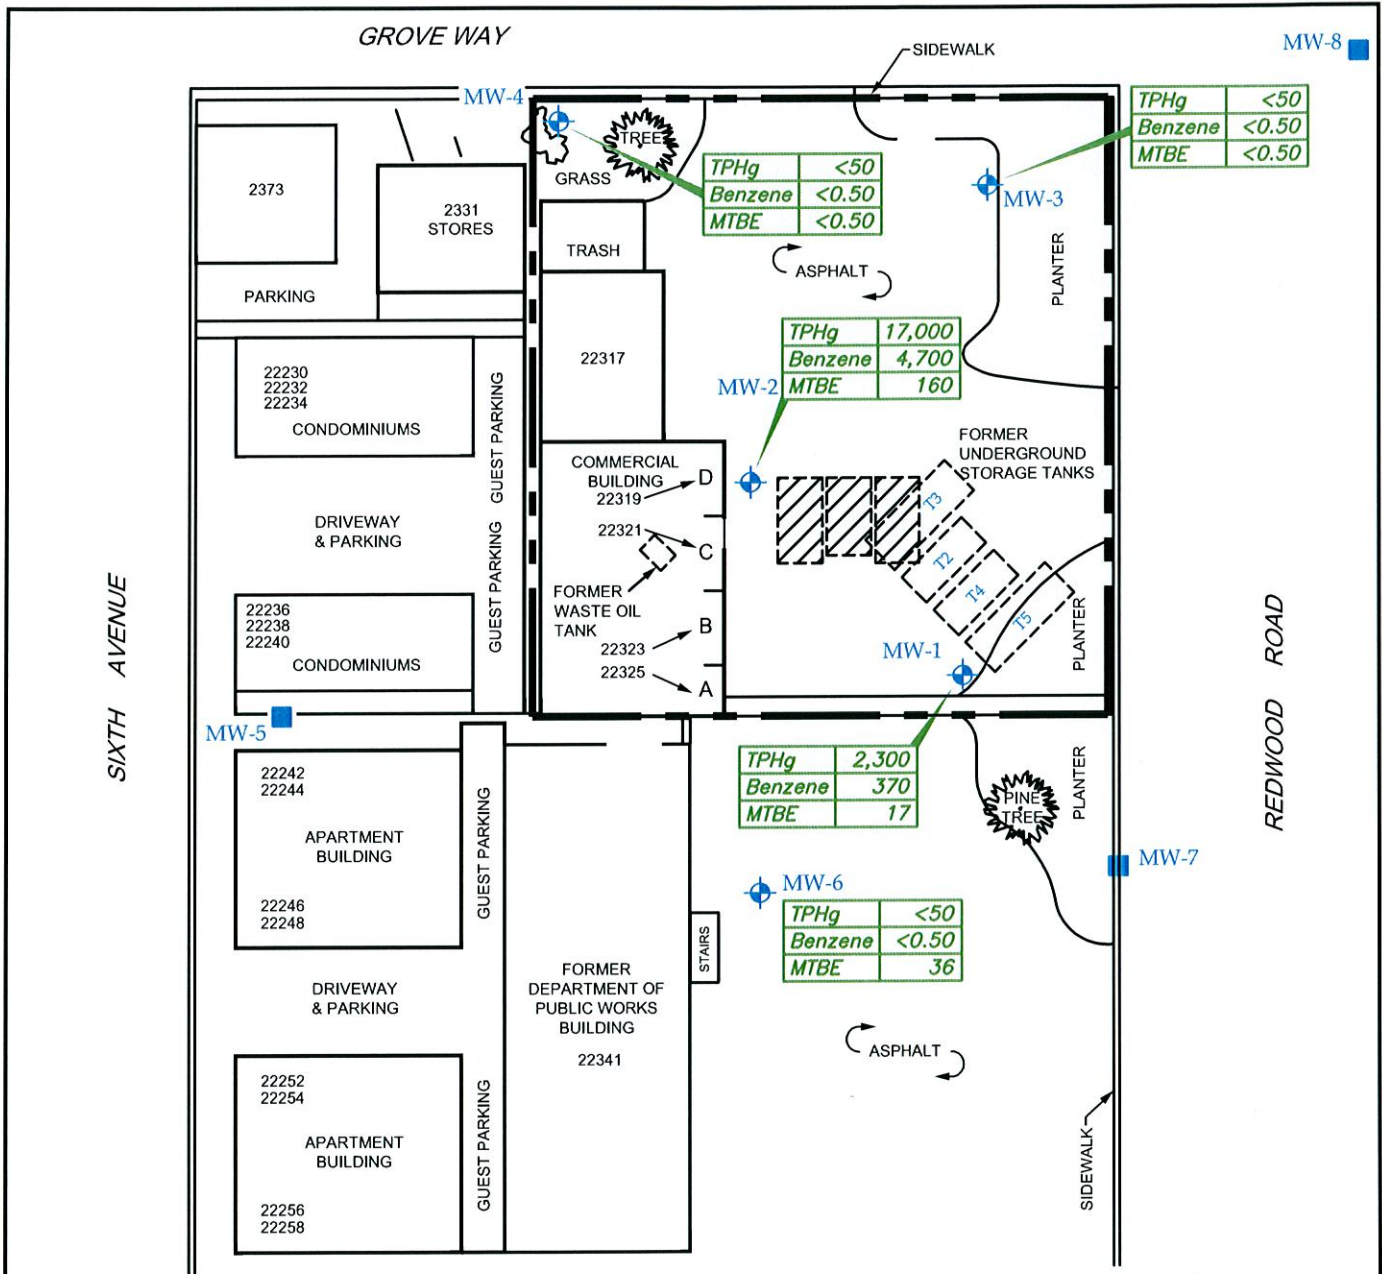 GROVE WAY
MW-8
SIDEWALK
MW-4
TPHg <50
Benzene <0.50
MTBE <0.50
TREE
GRASS
TPHg <50
Benzene <0.50
MTBE <0.50
MW-3
2373
2331
STORES
TRASH
ASPHALT
PLANTER
PARKING
22317
TPHg 17,000
Benzene 4,700
MTBE 160
MW-2
22230
22232
22234
CONDOMINIUMS
GUEST PARKING
FORMER
UNDERGROUND
STORAGE TANKS
COMMERCIAL
BUILDING
22319
D
22321
C
T3
T2
T4
T5
DRIVEWAY
& PARKING
GUEST PARKING
FORMER
WASTE OIL
TANK
22323
B
22325
A
22236
22238
22240
CONDOMINIUMS
PLANTER
MW-1
SIXTH AVENUE
REDWOOD ROAD
MW-5
22242
22244
APARTMENT
BUILDING
22246
22248
GUEST PARKING
TPHg 2,300
Benzene 370
MTBE 17
PINE
TREE
PLANTER
MW-7
MW-6
TPHg <50
Benzene <0.50
MTBE 36
STAIRS
FORMER
DEPARTMENT OF
PUBLIC WORKS
BUILDING
22341
DRIVEWAY
& PARKING
ASPHALT
22252
22254
APARTMENT
BUILDING
22256
22258
GUEST PARKING
SIDEWALK